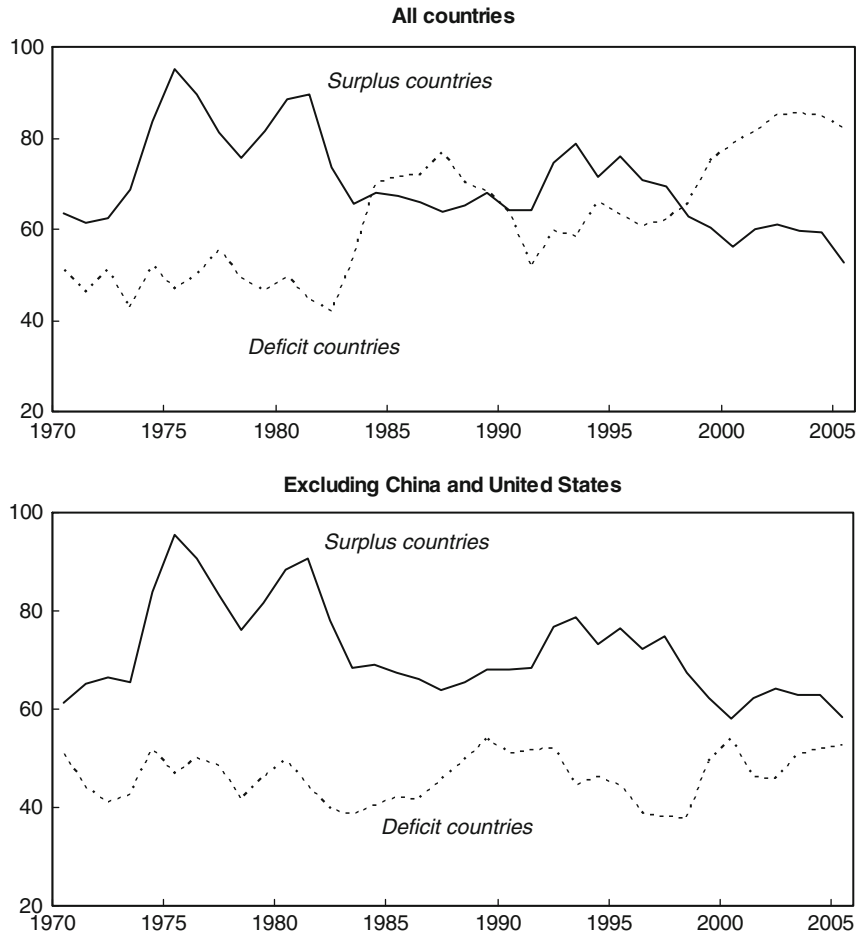 All countries
100
Surplus countries
80
60
40
Deficit countries
20
1970 1975 1980 1985 1990 1995 2000 2005
Excluding China and United States
100
Surplus countries
80
60
40
Deficit countries
20
1970 1975 1980 1985 1990 1995 2000 2005